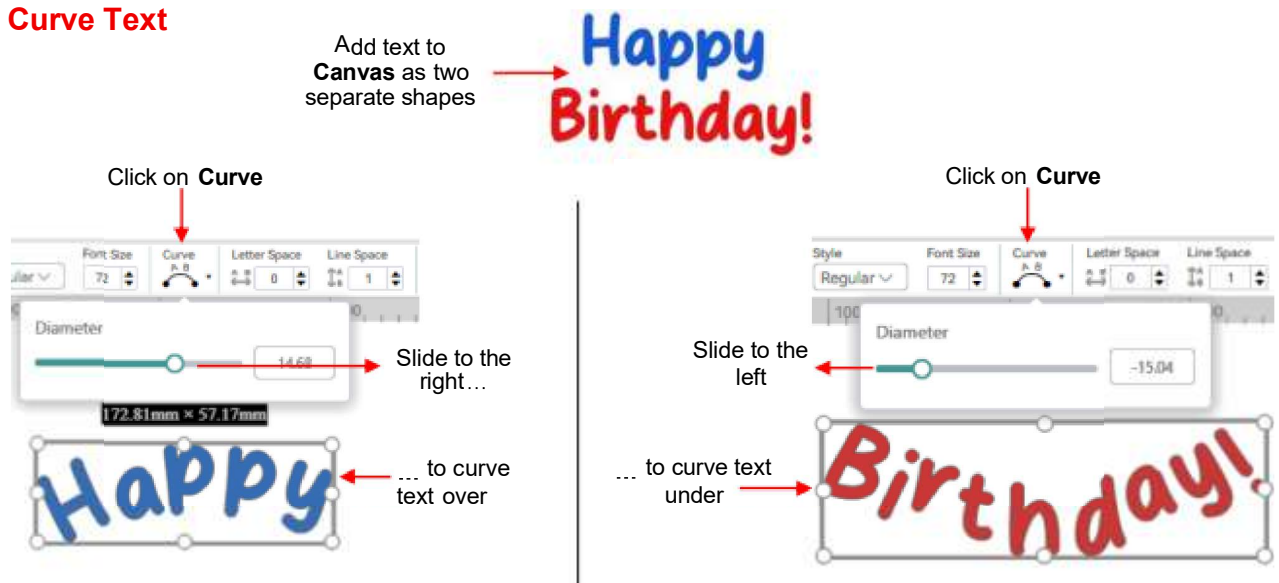 Curve Text
Add text to
Canvas as two
separate shapes
Happy
Birthday!
Click on Curve
Font Size
Curve
Letter Space
Line Space
ular
72
A B
0
1
Diameter
14.68
Slide to the
right...
172.81mm × 57.17mm
Happy
... to curve
text over
Click on Curve
Style
Font Size
Curve
Letter Space
Line Space
Regular
72
A B
0
1
100
Diameter
-15.04
Slide to the
left
Birthday!
... to curve text
under